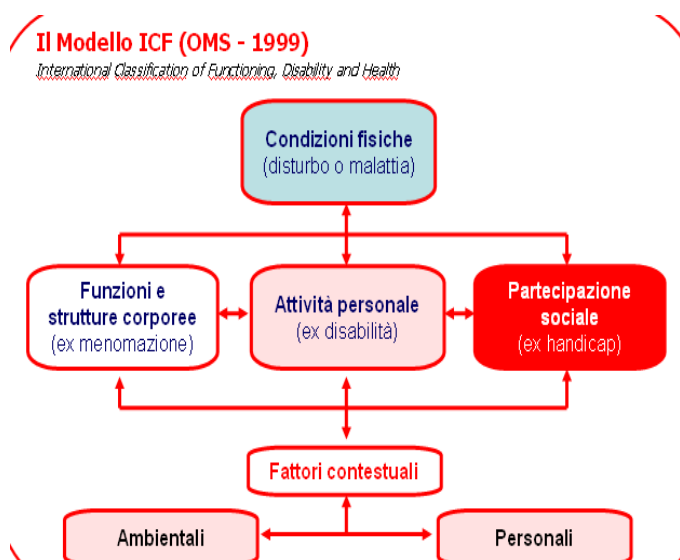 Il Modello ICF (OMS - 1999)
International Classification of Functioning, Disability and Health
Condizioni fisiche
(disturbo o malattia)
Funzioni e
strutture corporee
(ex menomazione)
Attività personale
(ex disabilità)
Partecipazione
sociale
(ex handicap)
Fattori contestuali
Ambientali
Personali